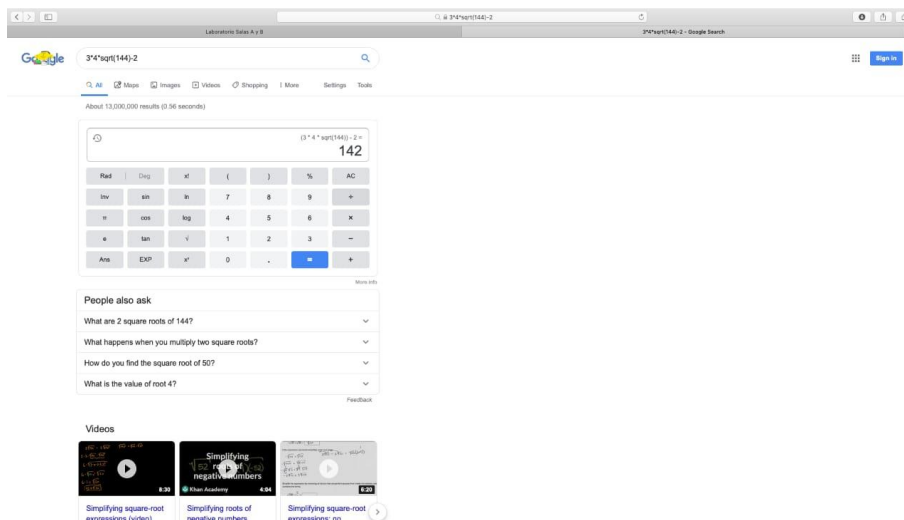 3*4*sqrt(144)-2
Laboratorio Salas A y B
3*4*sqrt(144)-2 - Google Search
Google
3*4*sqrt(144)-2
Sign in
All Maps Images Videos Shopping More Settings Tools
About 13,000,000 results (0.56 seconds)
(3 * 4 * sqrt(144)) - 2 =
142
Rad | Deg x! ( ) % AC
Inv sin ln 7 8 9 ÷
π cos log 4 5 6 ×
e tan √ 1 2 3 −
Ans EXP 0 . = +
More info
People also ask
What are 2 square roots of 144?
What happens when you multiply two square roots?
How do you find the square root of 50?
What is the value of root 4?
Feedback
Videos
Simplifying
roots of
negative numbers
8:30
Khan Academy 4:04
6:20
Simplifying square-root
expressions (video)
Simplifying roots of
negative numbers
Simplifying square-root
expressions: no